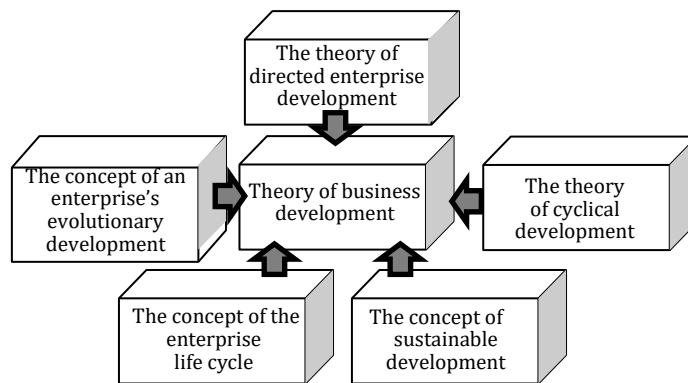 The theory of
directed enterprise
development
The concept of an
enterprise’s
evolutionary
development
Theory of business
development
The theory
of cyclical
development
The concept of the
enterprise
life cycle
The concept of
sustainable
development